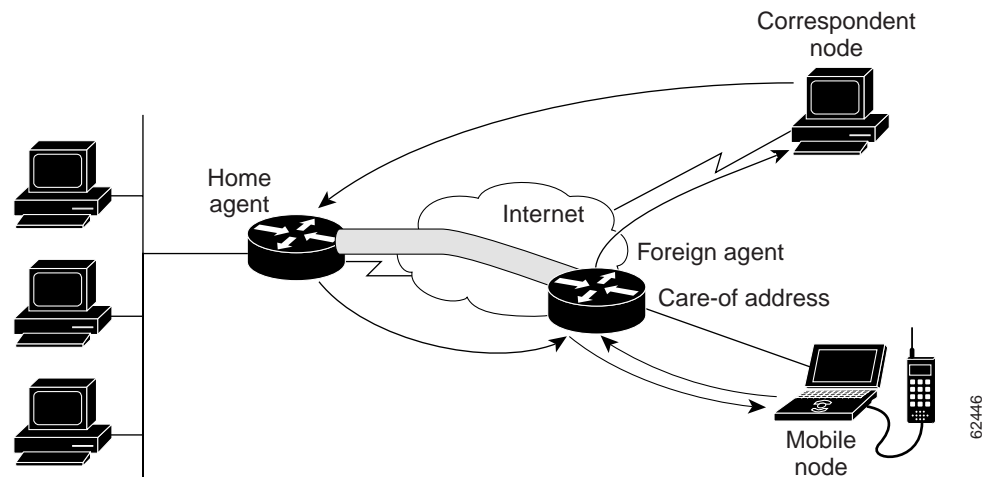 Correspondent
node
Home
agent
Internet
Foreign agent
Care-of address
Mobile
node
62446